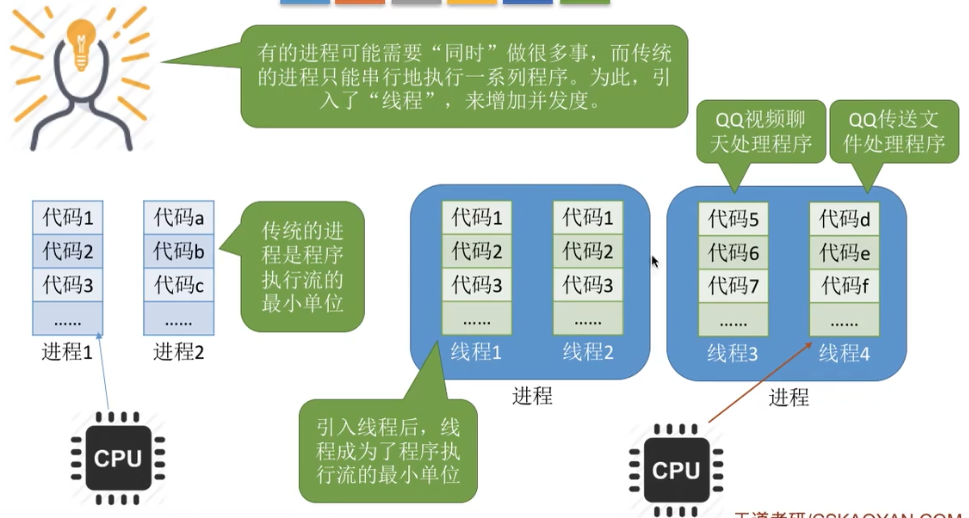 有的进程可能需要“同时”做很多事，而传统
的进程只能串行地执行一系列程序。为此，引
入了“线程”，来增加并发度。
QQ视频聊
天处理程序
QQ传送文
件处理程序
代码1
代码2
代码3
……
进程1
代码a
代码b
代码c
……
进程2
传统的进
程是程序
执行流的
最小单位
代码1
代码2
代码3
……
线程1
代码1
代码2
代码3
……
线程2
进程
代码5
代码6
代码7
……
线程3
代码d
代码e
代码f
……
线程4
进程
引入线程后，线
程成为了程序执
行流的最小单位
CPU
CPU
王道考研/CSKAOYAN.COM